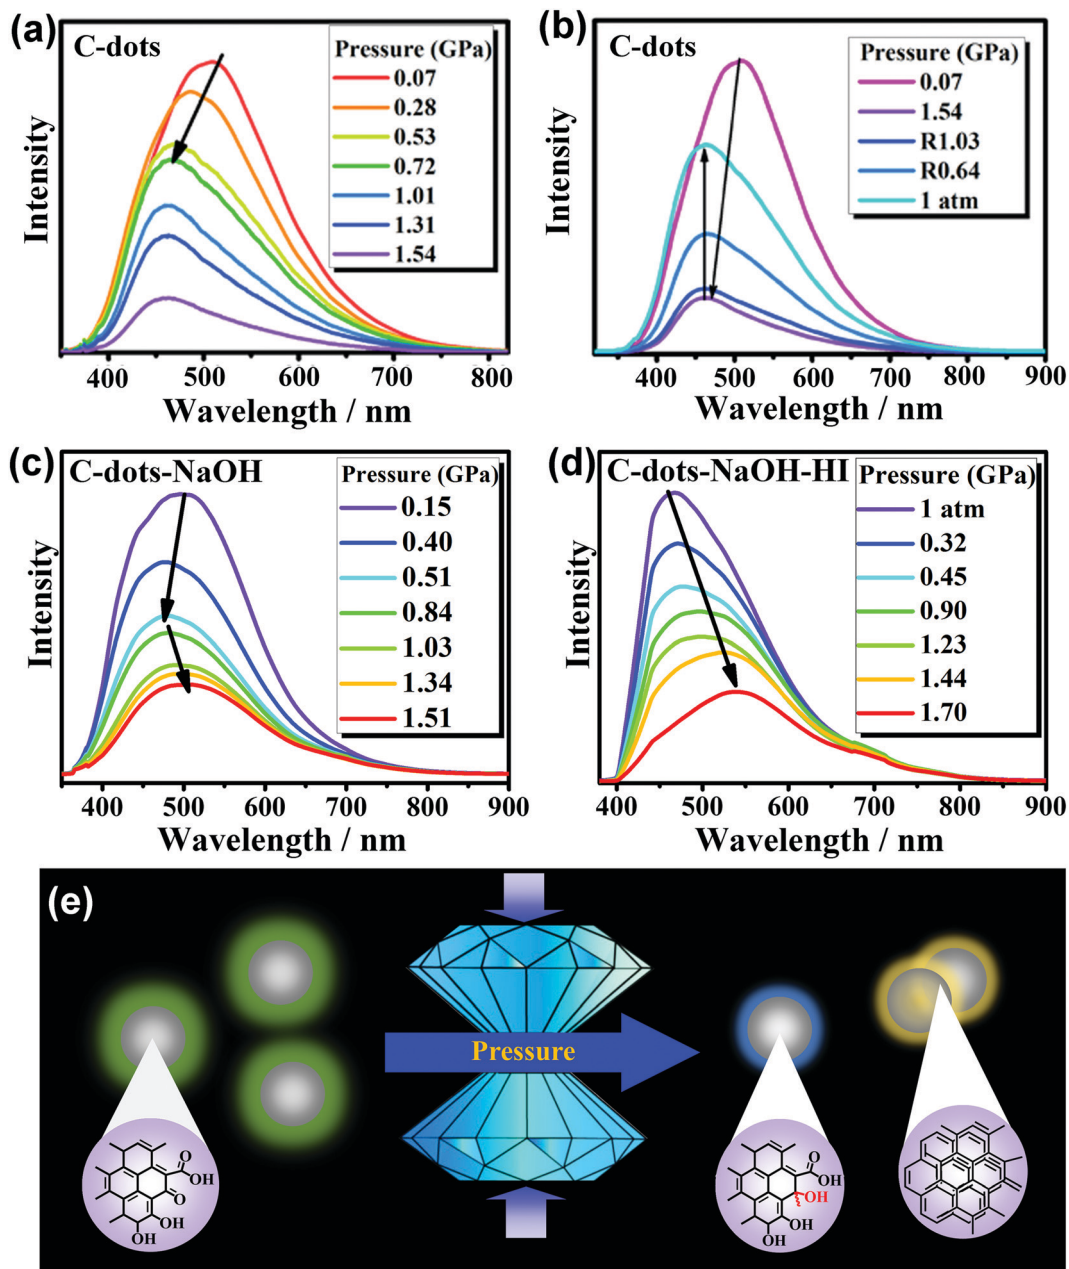 (a)
C-dots
Pressure (GPa)
0.07
0.28
0.53
0.72
1.01
1.31
1.54
Intensity
400 500 600 700 800
Wavelength / nm
(b)
C-dots
Pressure (GPa)
0.07
1.54
R1.03
R0.64
1 atm
Intensity
400 500 600 700 800 900
Wavelength / nm
(c)
C-dots-NaOH
Pressure (GPa)
0.15
0.40
0.51
0.84
1.03
1.34
1.51
Intensity
400 500 600 700 800 900
Wavelength / nm
(d)
C-dots-NaOH-HI
Pressure (GPa)
1 atm
0.32
0.45
0.90
1.23
1.44
1.70
Intensity
400 500 600 700 800 900
Wavelength / nm
(e)
Pressure
O
OH
O
OH
OH
O
OH
OH
OH
OH